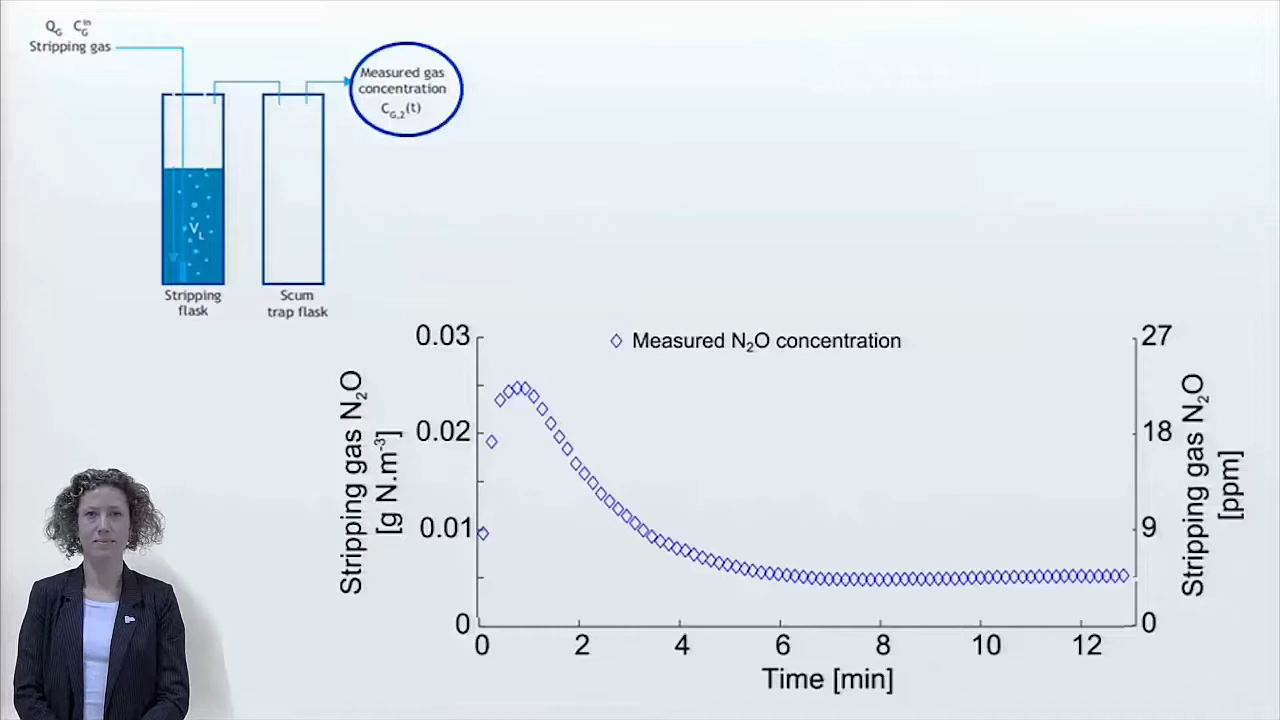 Q_G C_G^in
Stripping gas
Measured gas
concentration
C_G,2(t)
V_L
Stripping
flask
Scum
trap flask
Measured N₂O concentration
Stripping gas N₂O
[g N.m⁻³]
0.03
0.02
0.01
0
27
18
9
0
Stripping gas N₂O
[ppm]
0 2 4 6 8 10 12
Time [min]